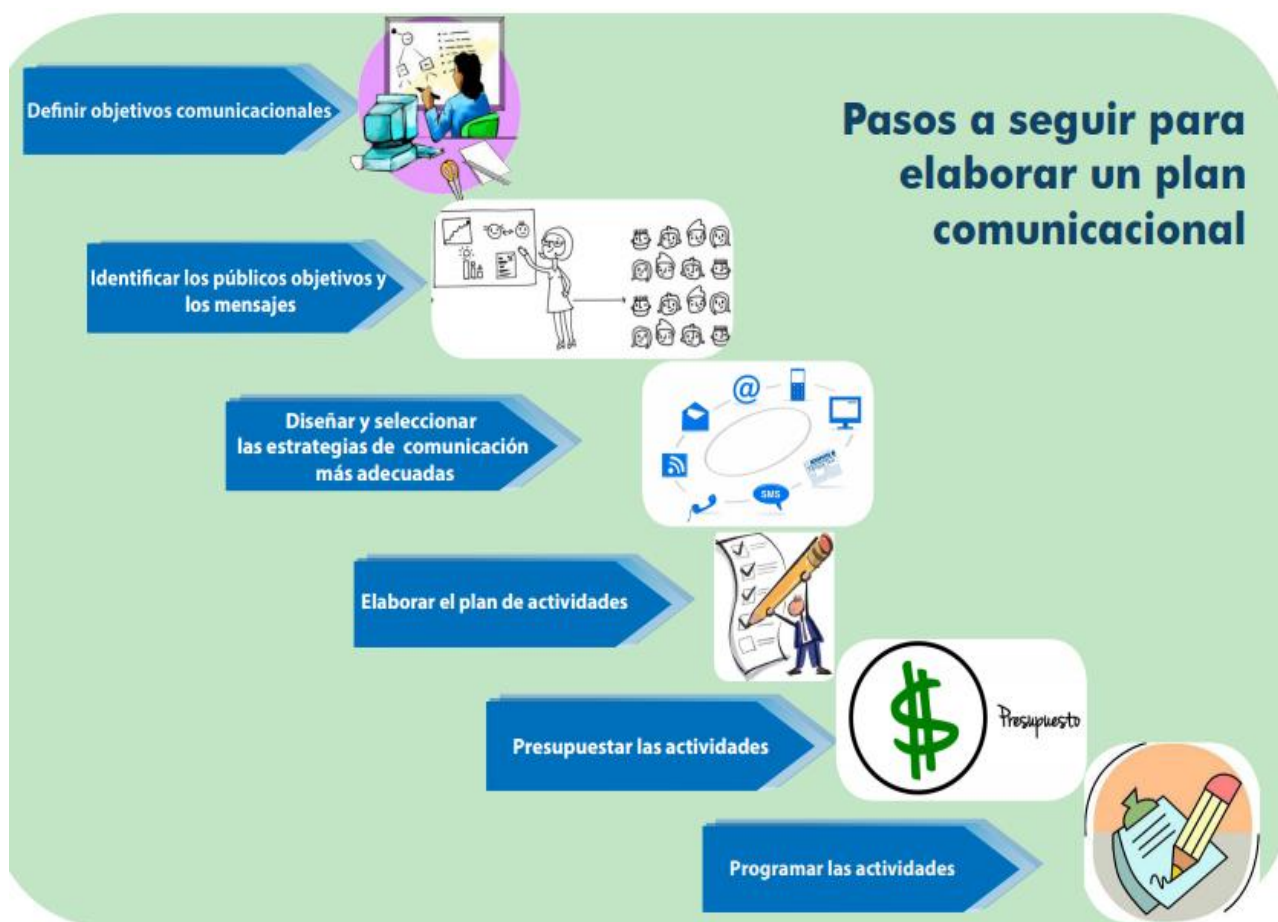 Pasos a seguir para
elaborar un plan
comunicacional
Definir objetivos comunicacionales
Identificar los públicos objetivos y
los mensajes
Diseñar y seleccionar
las estrategias de comunicación
más adecuadas
@
SMS
Elaborar el plan de actividades
Presupuestar las actividades
$
Presupuesto
Programar las actividades